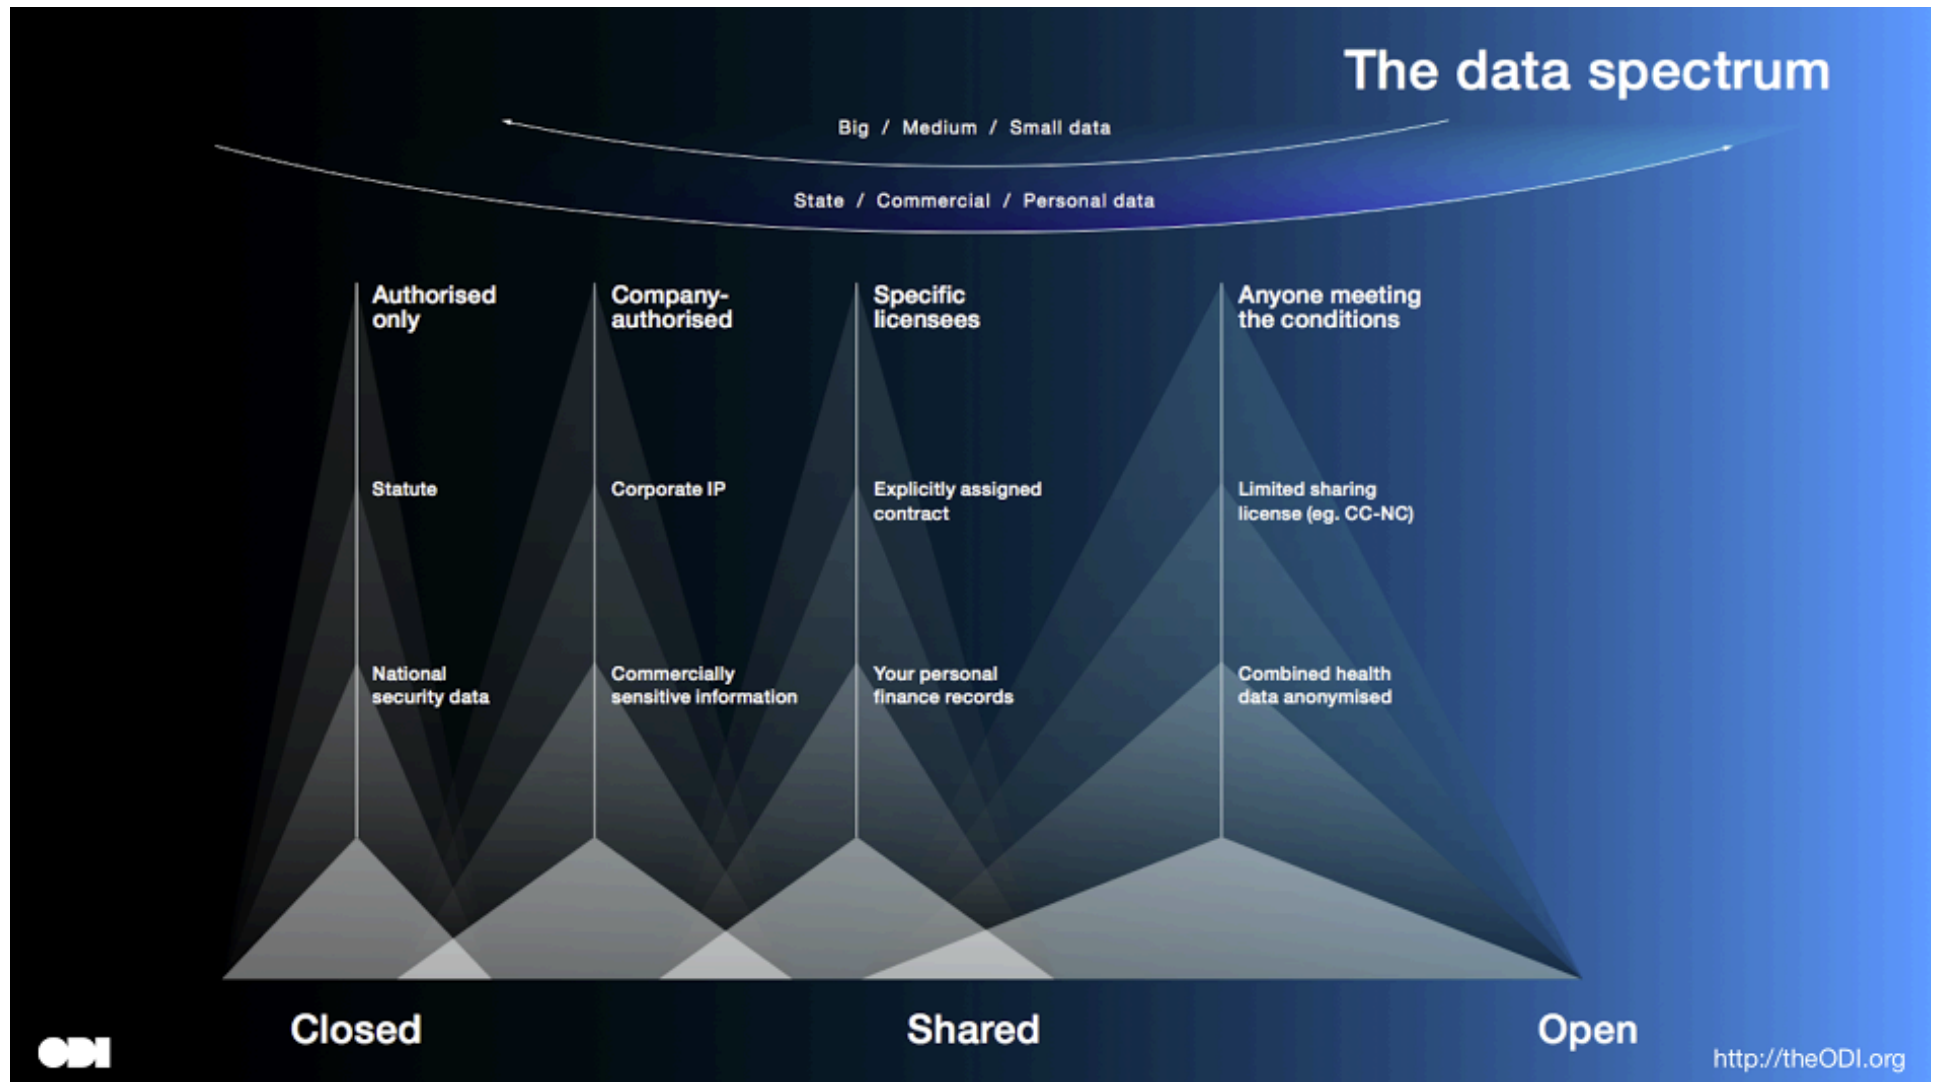 The data spectrum
Big / Medium / Small data
State / Commercial / Personal data
Authorised
only
Company-
authorised
Specific
licensees
Anyone meeting
the conditions
Statute
Corporate IP
Explicitly assigned
contract
Limited sharing
license (eg. CC-NC)
National
security data
Commercially
sensitive information
Your personal
finance records
Combined health
data anonymised
Closed
Shared
Open
ODI
http://theODI.org